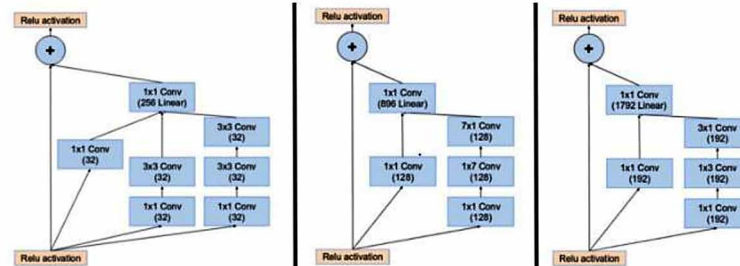 Relu activation
+
1x1 Conv
(256 Linear)
3x3 Conv
(32)
1x1 Conv
(32)
3x3 Conv
(32)
3x3 Conv
(32)
1x1 Conv
(32)
1x1 Conv
(32)
Relu activation
Relu activation
+
1x1 Conv
(896 Linear)
7x1 Conv
(128)
1x1 Conv
(128)
1x7 Conv
(128)
1x1 Conv
(128)
Relu activation
Relu activation
+
1x1 Conv
(1792 Linear)
3x1 Conv
(192)
1x1 Conv
(192)
1x3 Conv
(192)
1x1 Conv
(192)
Relu activation